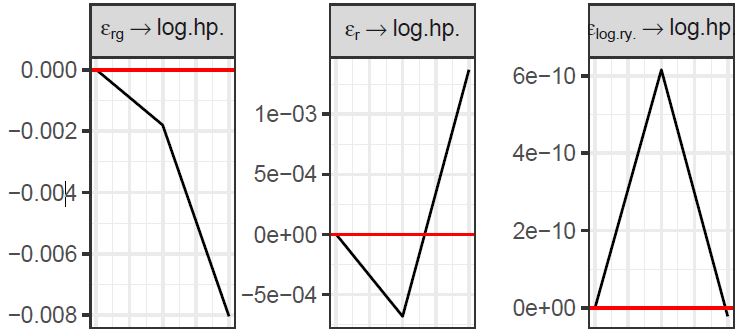 ε_rg → log.hp.
0.000
−0.002
−0.004
−0.006
−0.008
ε_r → log.hp.
1e−03
5e−04
0e+00
−5e−04
ε_log.ry. → log.hp
6e−10
4e−10
2e−10
0e+00